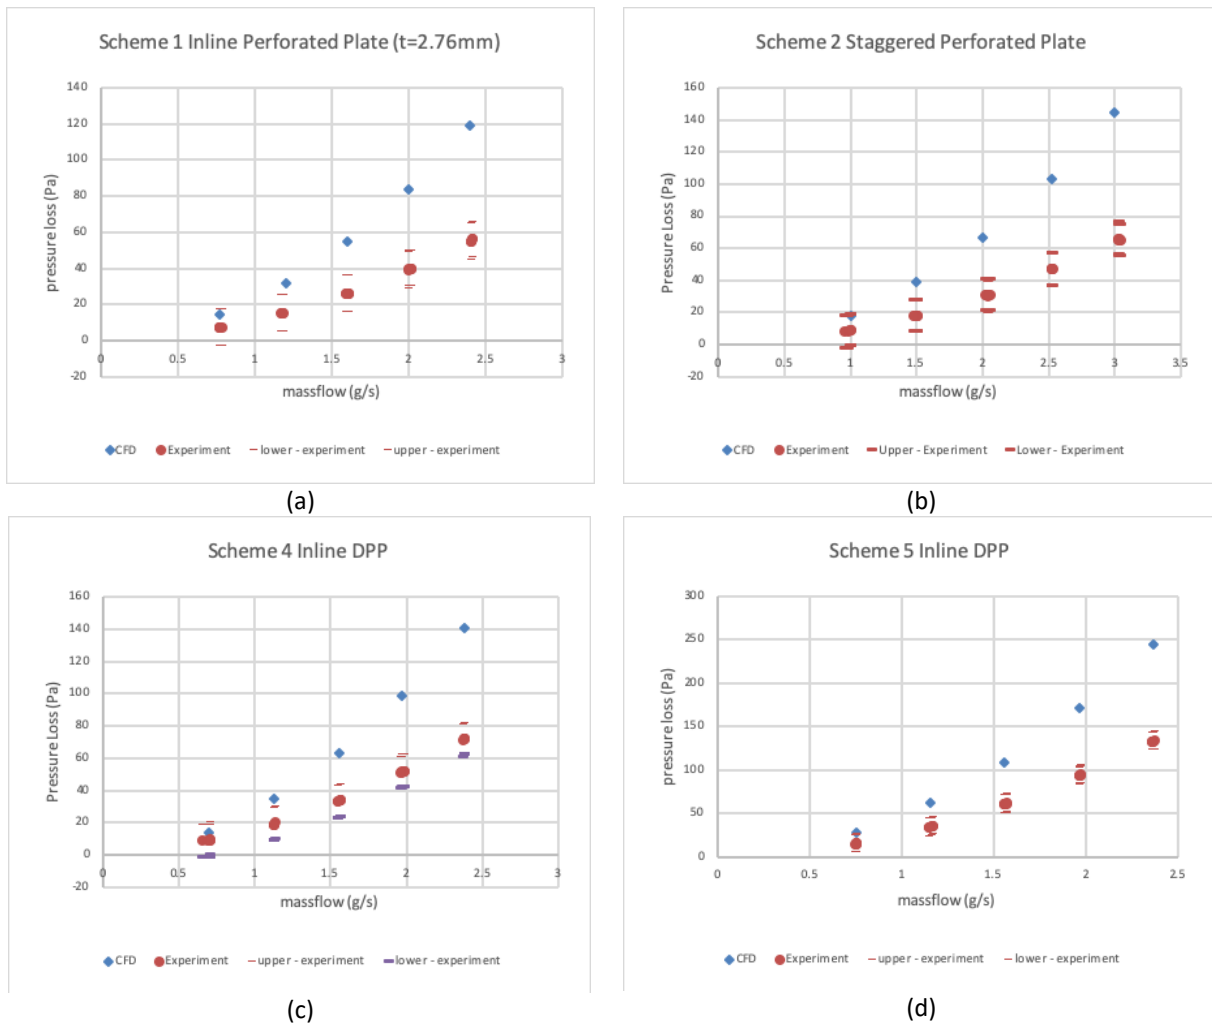 Scheme 1 Inline Perforated Plate (t=2.76mm)
pressure loss (Pa)
140
120
100
80
60
40
20
0
-20
0 0.5 1 1.5 2 2.5 3
massflow (g/s)
CFD Experiment lower - experiment upper - experiment
(a)
Scheme 2 Staggered Perforated Plate
Pressure Loss (Pa)
160
140
120
100
80
60
40
20
0
-20
0 0.5 1 1.5 2 2.5 3 3.5
massflow (g/s)
CFD Experiment Upper - Experiment Lower - Experiment
(b)
Scheme 4 Inline DPP
Pressure Loss (Pa)
160
140
120
100
80
60
40
20
0
-20
0 0.5 1 1.5 2 2.5 3
massflow (g/s)
CFD Experiment upper - experiment lower - experiment
(c)
Scheme 5 Inline DPP
pressure loss (Pa)
300
250
200
150
100
50
0
0 0.5 1 1.5 2 2.5
massflow (g/s)
CFD Experiment upper - experiment lower - experiment
(d)